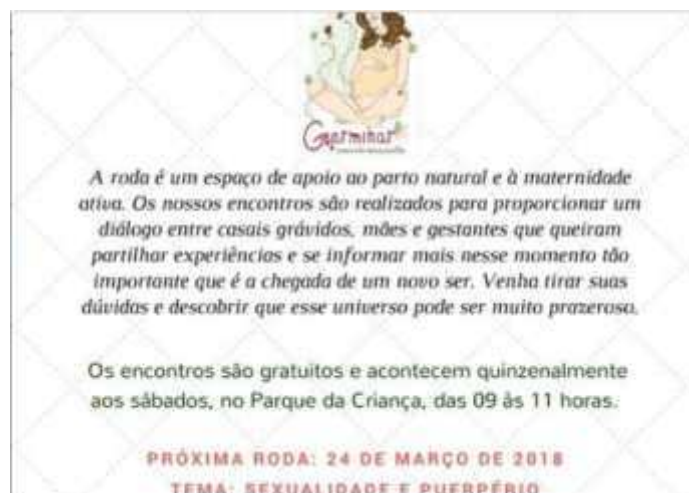 Germinar
A roda é um espaço de apoio ao parto natural e à maternidade
ativa. Os nossos encontros são realizados para proporcionar um
diálogo entre casais grávidos, mães e gestantes que queiram
partilhar experiências e se informar mais nesse momento tão
importante que é a chegada de um novo ser. Venha tirar suas
dúvidas e descobrir que esse universo pode ser muito prazeroso.
Os encontros são gratuitos e acontecem quinzenalmente
aos sábados, no Parque da Criança, das 09 às 11 horas.
PRÓXIMA RODA: 24 DE MARÇO DE 2018
TEMA: SEXUALIDADE E PUERPÉRIO